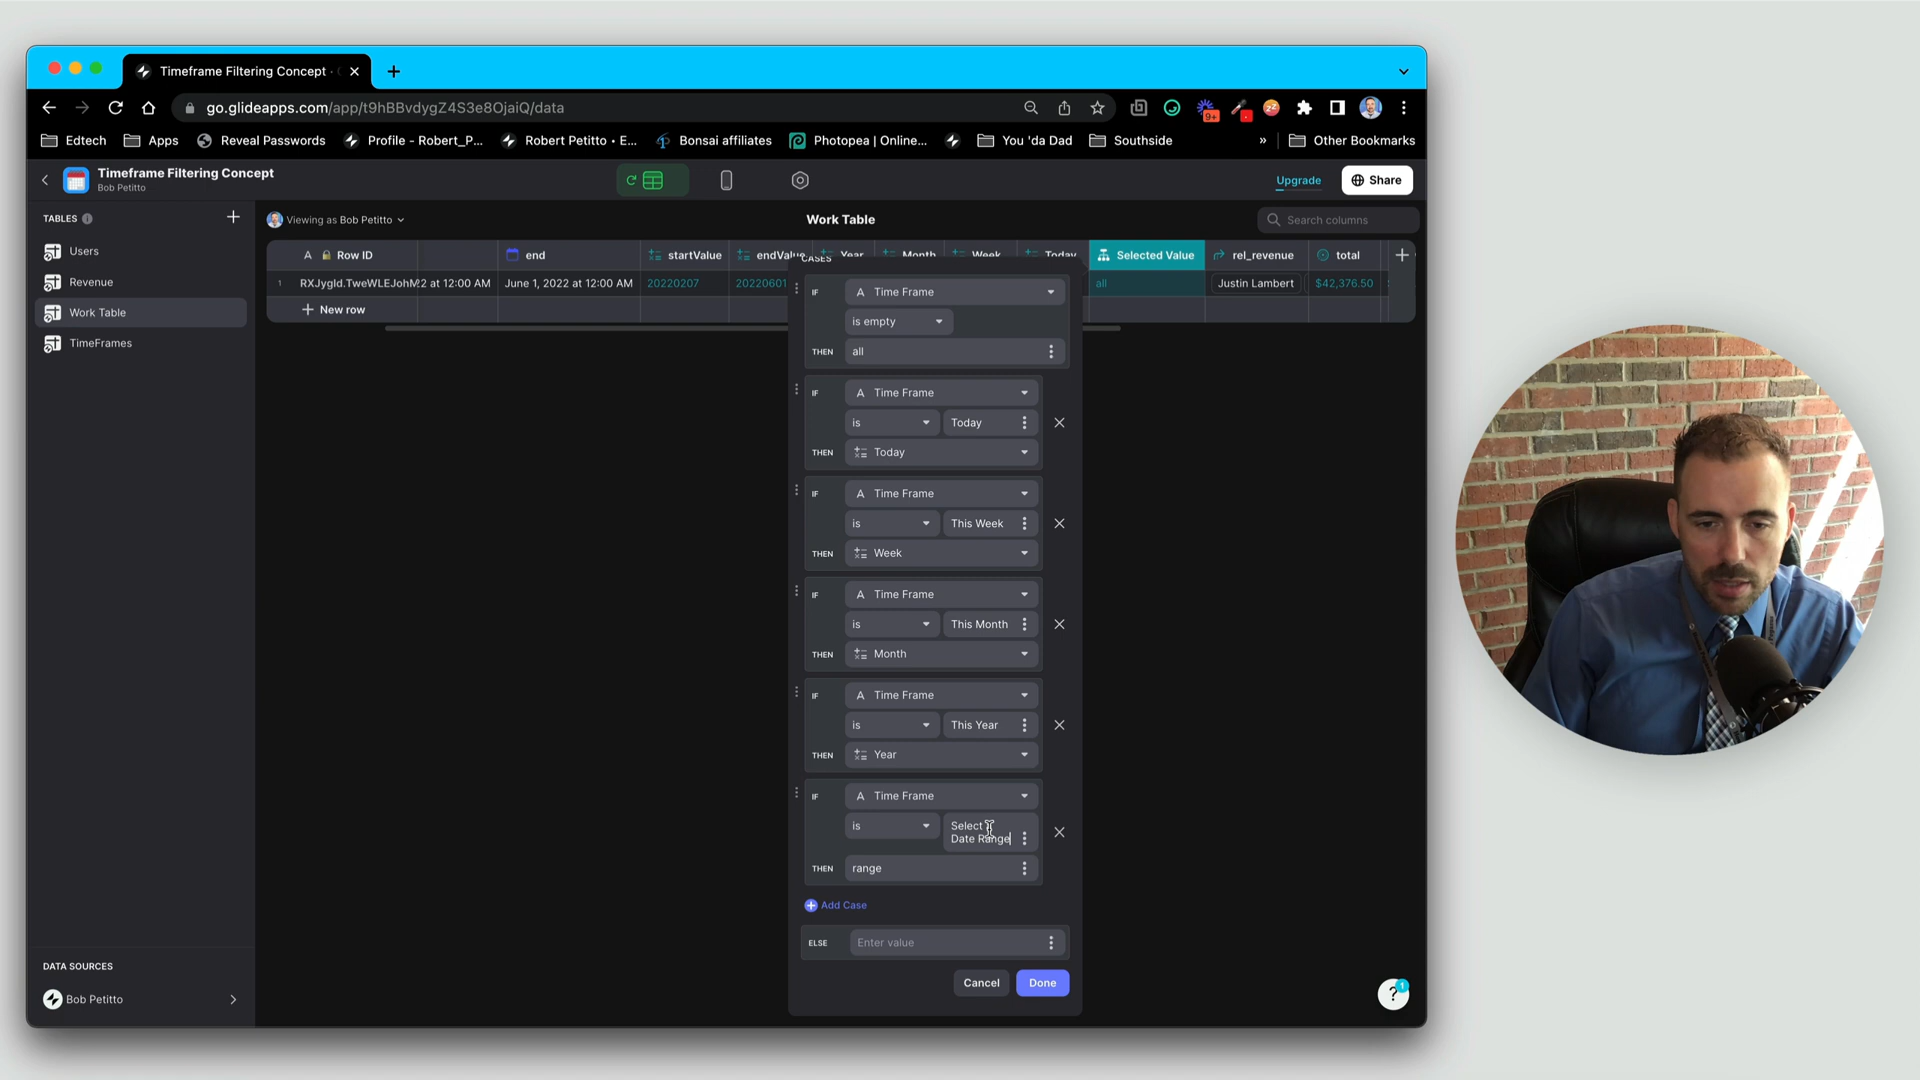 Timeframe Filtering Concept ·
go.glideapps.com/app/t9hBBvdygZ4S3e8OjaiQ/data
9+
Edtech
Apps
Reveal Passwords
Profile - Robert_P...
Robert Petitto • E...
Bonsai affiliates
Photopea | Online...
You 'da Dad
Southside
»
Other Bookmarks
Timeframe Filtering Concept
Bob Petitto
Upgrade
Share
TABLES
Users
Revenue
Work Table
TimeFrames
Viewing as Bob Petitto
Work Table
Search columns
A Row ID
end
startValue
endValue
Year
Month
Week
Today
Selected Value
rel_revenue
total
1
22 at 12:00 AM
June 1, 2022 at 12:00 AM
20220207
20220601
all
Justin Lambert
$42,376.50
New row
CASES
IF A Time Frame
is empty
THEN all
IF A Time Frame
is Today
THEN Today
IF A Time Frame
is This Week
THEN Week
IF A Time Frame
is This Month
THEN Month
IF A Time Frame
is This Year
THEN Year
IF A Time Frame
is Select
Date Range
THEN range
Add Case
ELSE Enter value
Cancel Done
DATA SOURCES
Bob Petitto
? 1